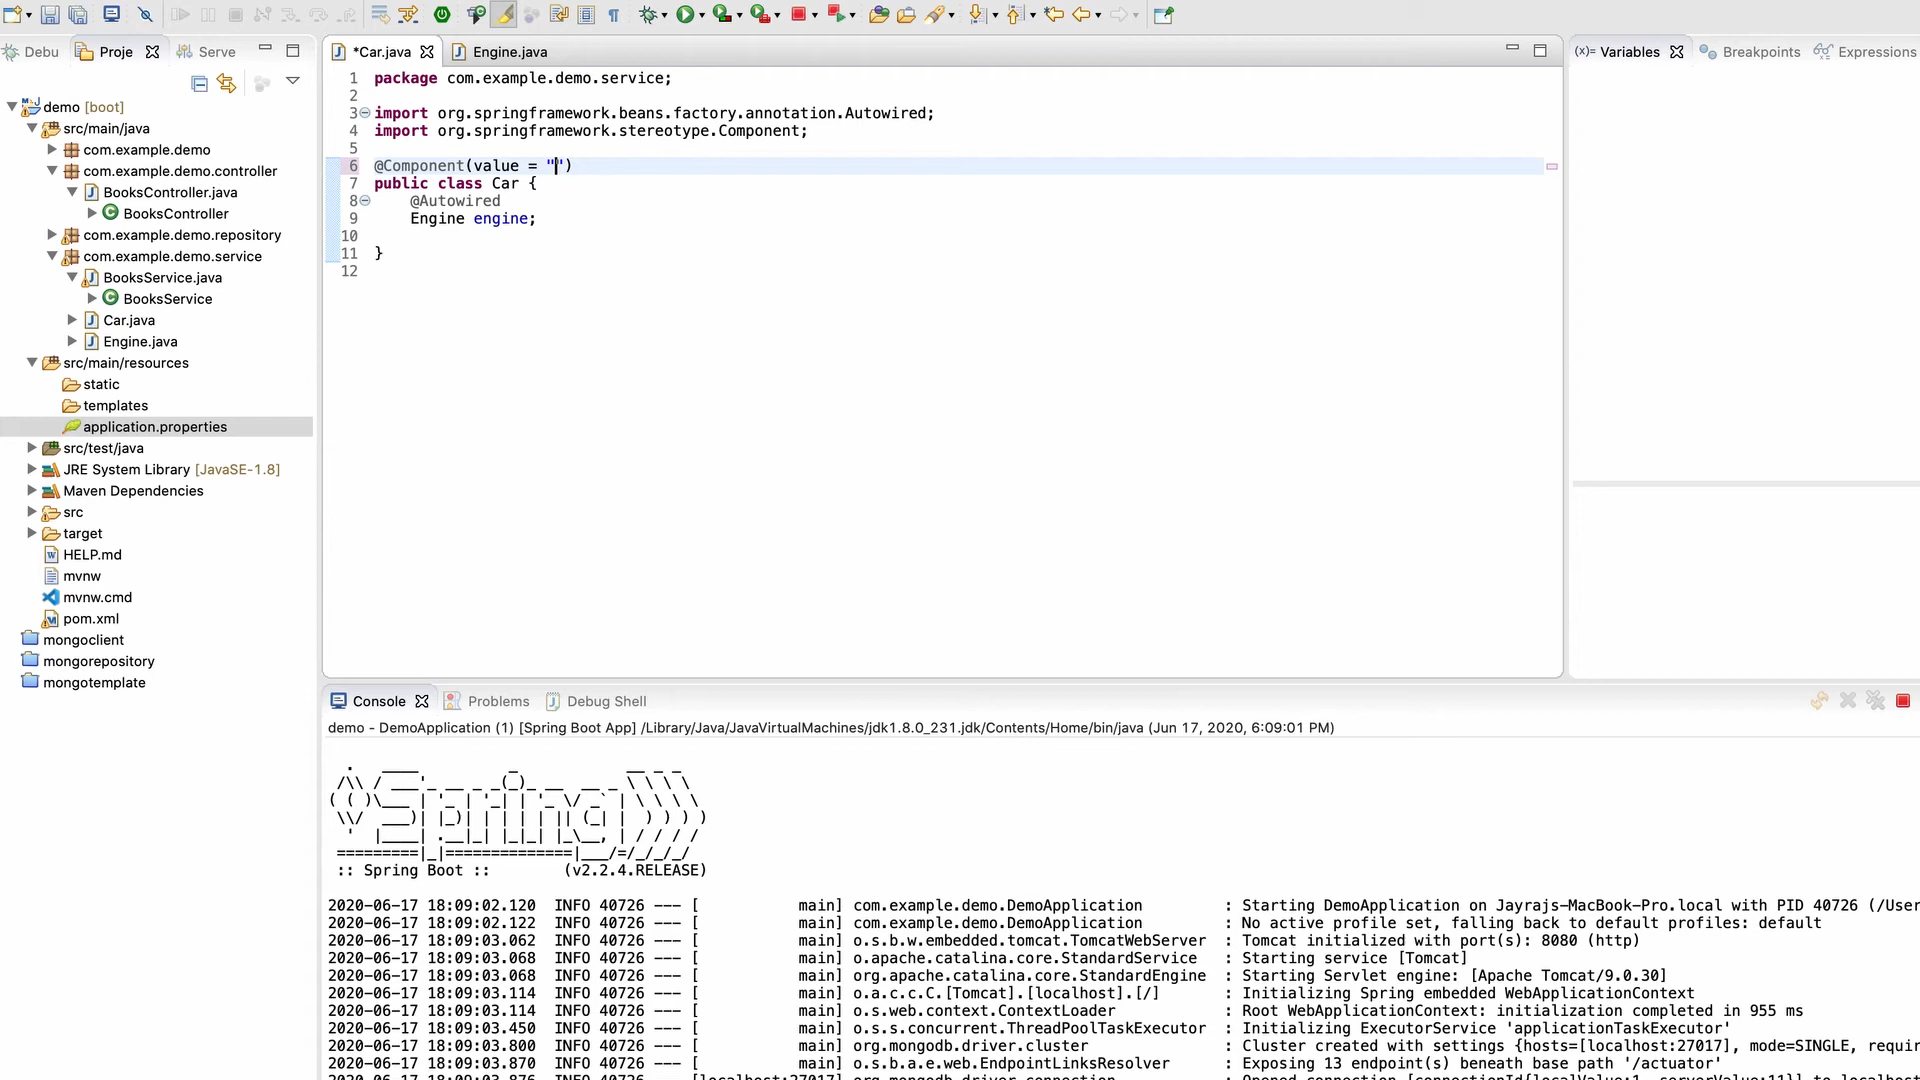 Debu Proje Serve
demo [boot]
src/main/java
com.example.demo
com.example.demo.controller
BooksController.java
BooksController
com.example.demo.repository
com.example.demo.service
BooksService.java
BooksService
Car.java
Engine.java
src/main/resources
static
templates
application.properties
src/test/java
JRE System Library [JavaSE-1.8]
Maven Dependencies
src
target
HELP.md
mvnw
mvnw.cmd
pom.xml
mongoclient
mongorepository
mongotemplate
*Car.java Engine.java
1 package com.example.demo.service;
2
3 import org.springframework.beans.factory.annotation.Autowired;
4 import org.springframework.stereotype.Component;
5
6 @Component(value = "")
7 public class Car {
8 @Autowired
9 Engine engine;
10
11 }
12
(x)= Variables Breakpoints Expressions
Console Problems Debug Shell
demo - DemoApplication (1) [Spring Boot App] /Library/Java/JavaVirtualMachines/jdk1.8.0_231.jdk/Contents/Home/bin/java (Jun 17, 2020, 6:09:01 PM)
Spring
:: Spring Boot :: (v2.2.4.RELEASE)
2020-06-17 18:09:02.120 INFO 40726 --- [ main] com.example.demo.DemoApplication : Starting DemoApplication on Jayrajs-MacBook-Pro.local with PID 40726 (/User
2020-06-17 18:09:02.122 INFO 40726 --- [ main] com.example.demo.DemoApplication : No active profile set, falling back to default profiles: default
2020-06-17 18:09:03.062 INFO 40726 --- [ main] o.s.b.w.embedded.tomcat.TomcatWebServer : Tomcat initialized with port(s): 8080 (http)
2020-06-17 18:09:03.068 INFO 40726 --- [ main] o.apache.catalina.core.StandardService : Starting service [Tomcat]
2020-06-17 18:09:03.068 INFO 40726 --- [ main] org.apache.catalina.core.StandardEngine : Starting Servlet engine: [Apache Tomcat/9.0.30]
2020-06-17 18:09:03.114 INFO 40726 --- [ main] o.a.c.c.C.[Tomcat].[localhost].[/] : Initializing Spring embedded WebApplicationContext
2020-06-17 18:09:03.114 INFO 40726 --- [ main] o.s.web.context.ContextLoader : Root WebApplicationContext: initialization completed in 955 ms
2020-06-17 18:09:03.450 INFO 40726 --- [ main] o.s.s.concurrent.ThreadPoolTaskExecutor : Initializing ExecutorService 'applicationTaskExecutor'
2020-06-17 18:09:03.800 INFO 40726 --- [ main] org.mongodb.driver.cluster : Cluster created with settings {hosts=[localhost:27017], mode=SINGLE, requir
2020-06-17 18:09:03.870 INFO 40726 --- [ main] o.s.b.a.e.web.EndpointLinksResolver : Exposing 13 endpoint(s) beneath base path '/actuator'